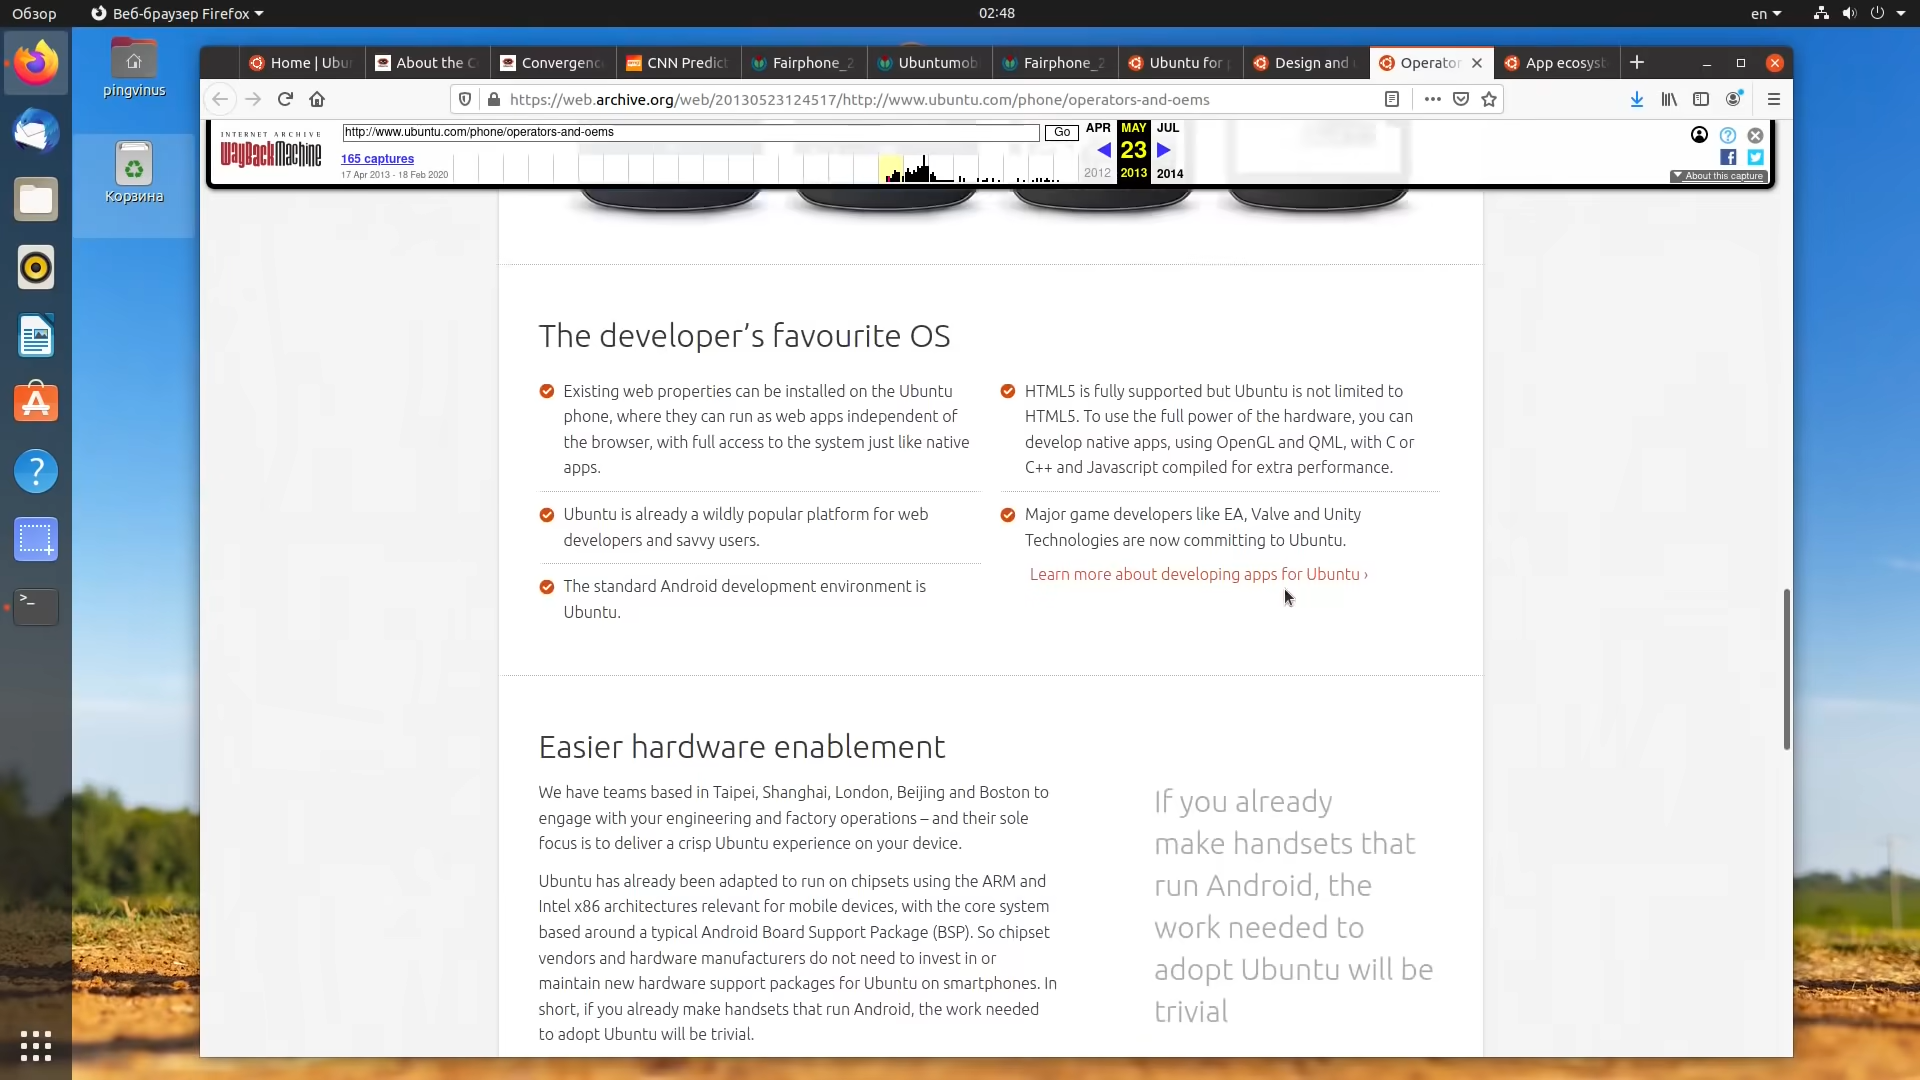 Обзор
Веб-браузер Firefox
02:48
en
pingvinus
Корзина
Home | Ubu
About the C
Convergenc
CNN Predict
Fairphone_2
Ubuntumob
Fairphone_2
Ubuntu for
Design and
Operator
App ecosyst
https://web.archive.org/web/20130523124517/http://www.ubuntu.com/phone/operators-and-oems
INTERNET ARCHIVE
WayBackMachine
http://www.ubuntu.com/phone/operators-and-oems
Go
165 captures
17 Apr 2013 - 18 Feb 2020
APR MAY JUL
23
2012 2013 2014
About this capture
The developer’s favourite OS
Existing web properties can be installed on the Ubuntu
phone, where they can run as web apps independent of
the browser, with full access to the system just like native
apps.
Ubuntu is already a wildly popular platform for web
developers and savvy users.
The standard Android development environment is
Ubuntu.
HTML5 is fully supported but Ubuntu is not limited to
HTML5. To use the full power of the hardware, you can
develop native apps, using OpenGL and QML, with C or
C++ and Javascript compiled for extra performance.
Major game developers like EA, Valve and Unity
Technologies are now committing to Ubuntu.
Learn more about developing apps for Ubuntu ›
Easier hardware enablement
We have teams based in Taipei, Shanghai, London, Beijing and Boston to
engage with your engineering and factory operations – and their sole
focus is to deliver a crisp Ubuntu experience on your device.
Ubuntu has already been adapted to run on chipsets using the ARM and
Intel x86 architectures relevant for mobile devices, with the core system
based around a typical Android Board Support Package (BSP). So chipset
vendors and hardware manufacturers do not need to invest in or
maintain new hardware support packages for Ubuntu on smartphones. In
short, if you already make handsets that run Android, the work needed
to adopt Ubuntu will be trivial.
If you already
make handsets that
run Android, the
work needed to
adopt Ubuntu will be
trivial